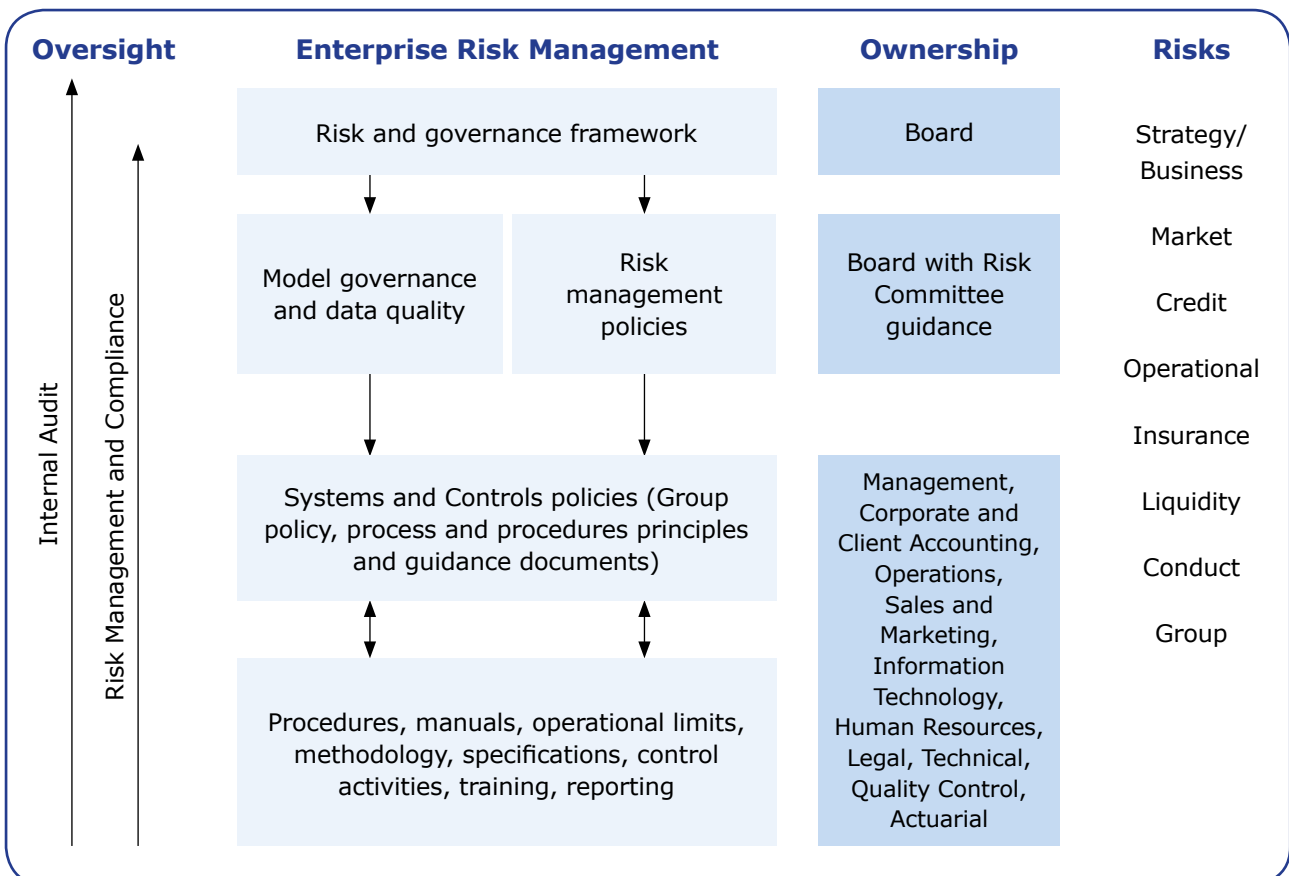 Oversight
Enterprise Risk Management
Ownership
Risks
Internal Audit
Risk Management and Compliance
Risk and governance framework
Model governance
and data quality
Risk
management
policies
Systems and Controls policies (Group
policy, process and procedures principles
and guidance documents)
Procedures, manuals, operational limits,
methodology, specifications, control
activities, training, reporting
Board
Board with Risk
Committee
guidance
Management,
Corporate and
Client Accounting,
Operations,
Sales and
Marketing,
Information
Technology,
Human Resources,
Legal, Technical,
Quality Control,
Actuarial
Strategy/
Business
Market
Credit
Operational
Insurance
Liquidity
Conduct
Group